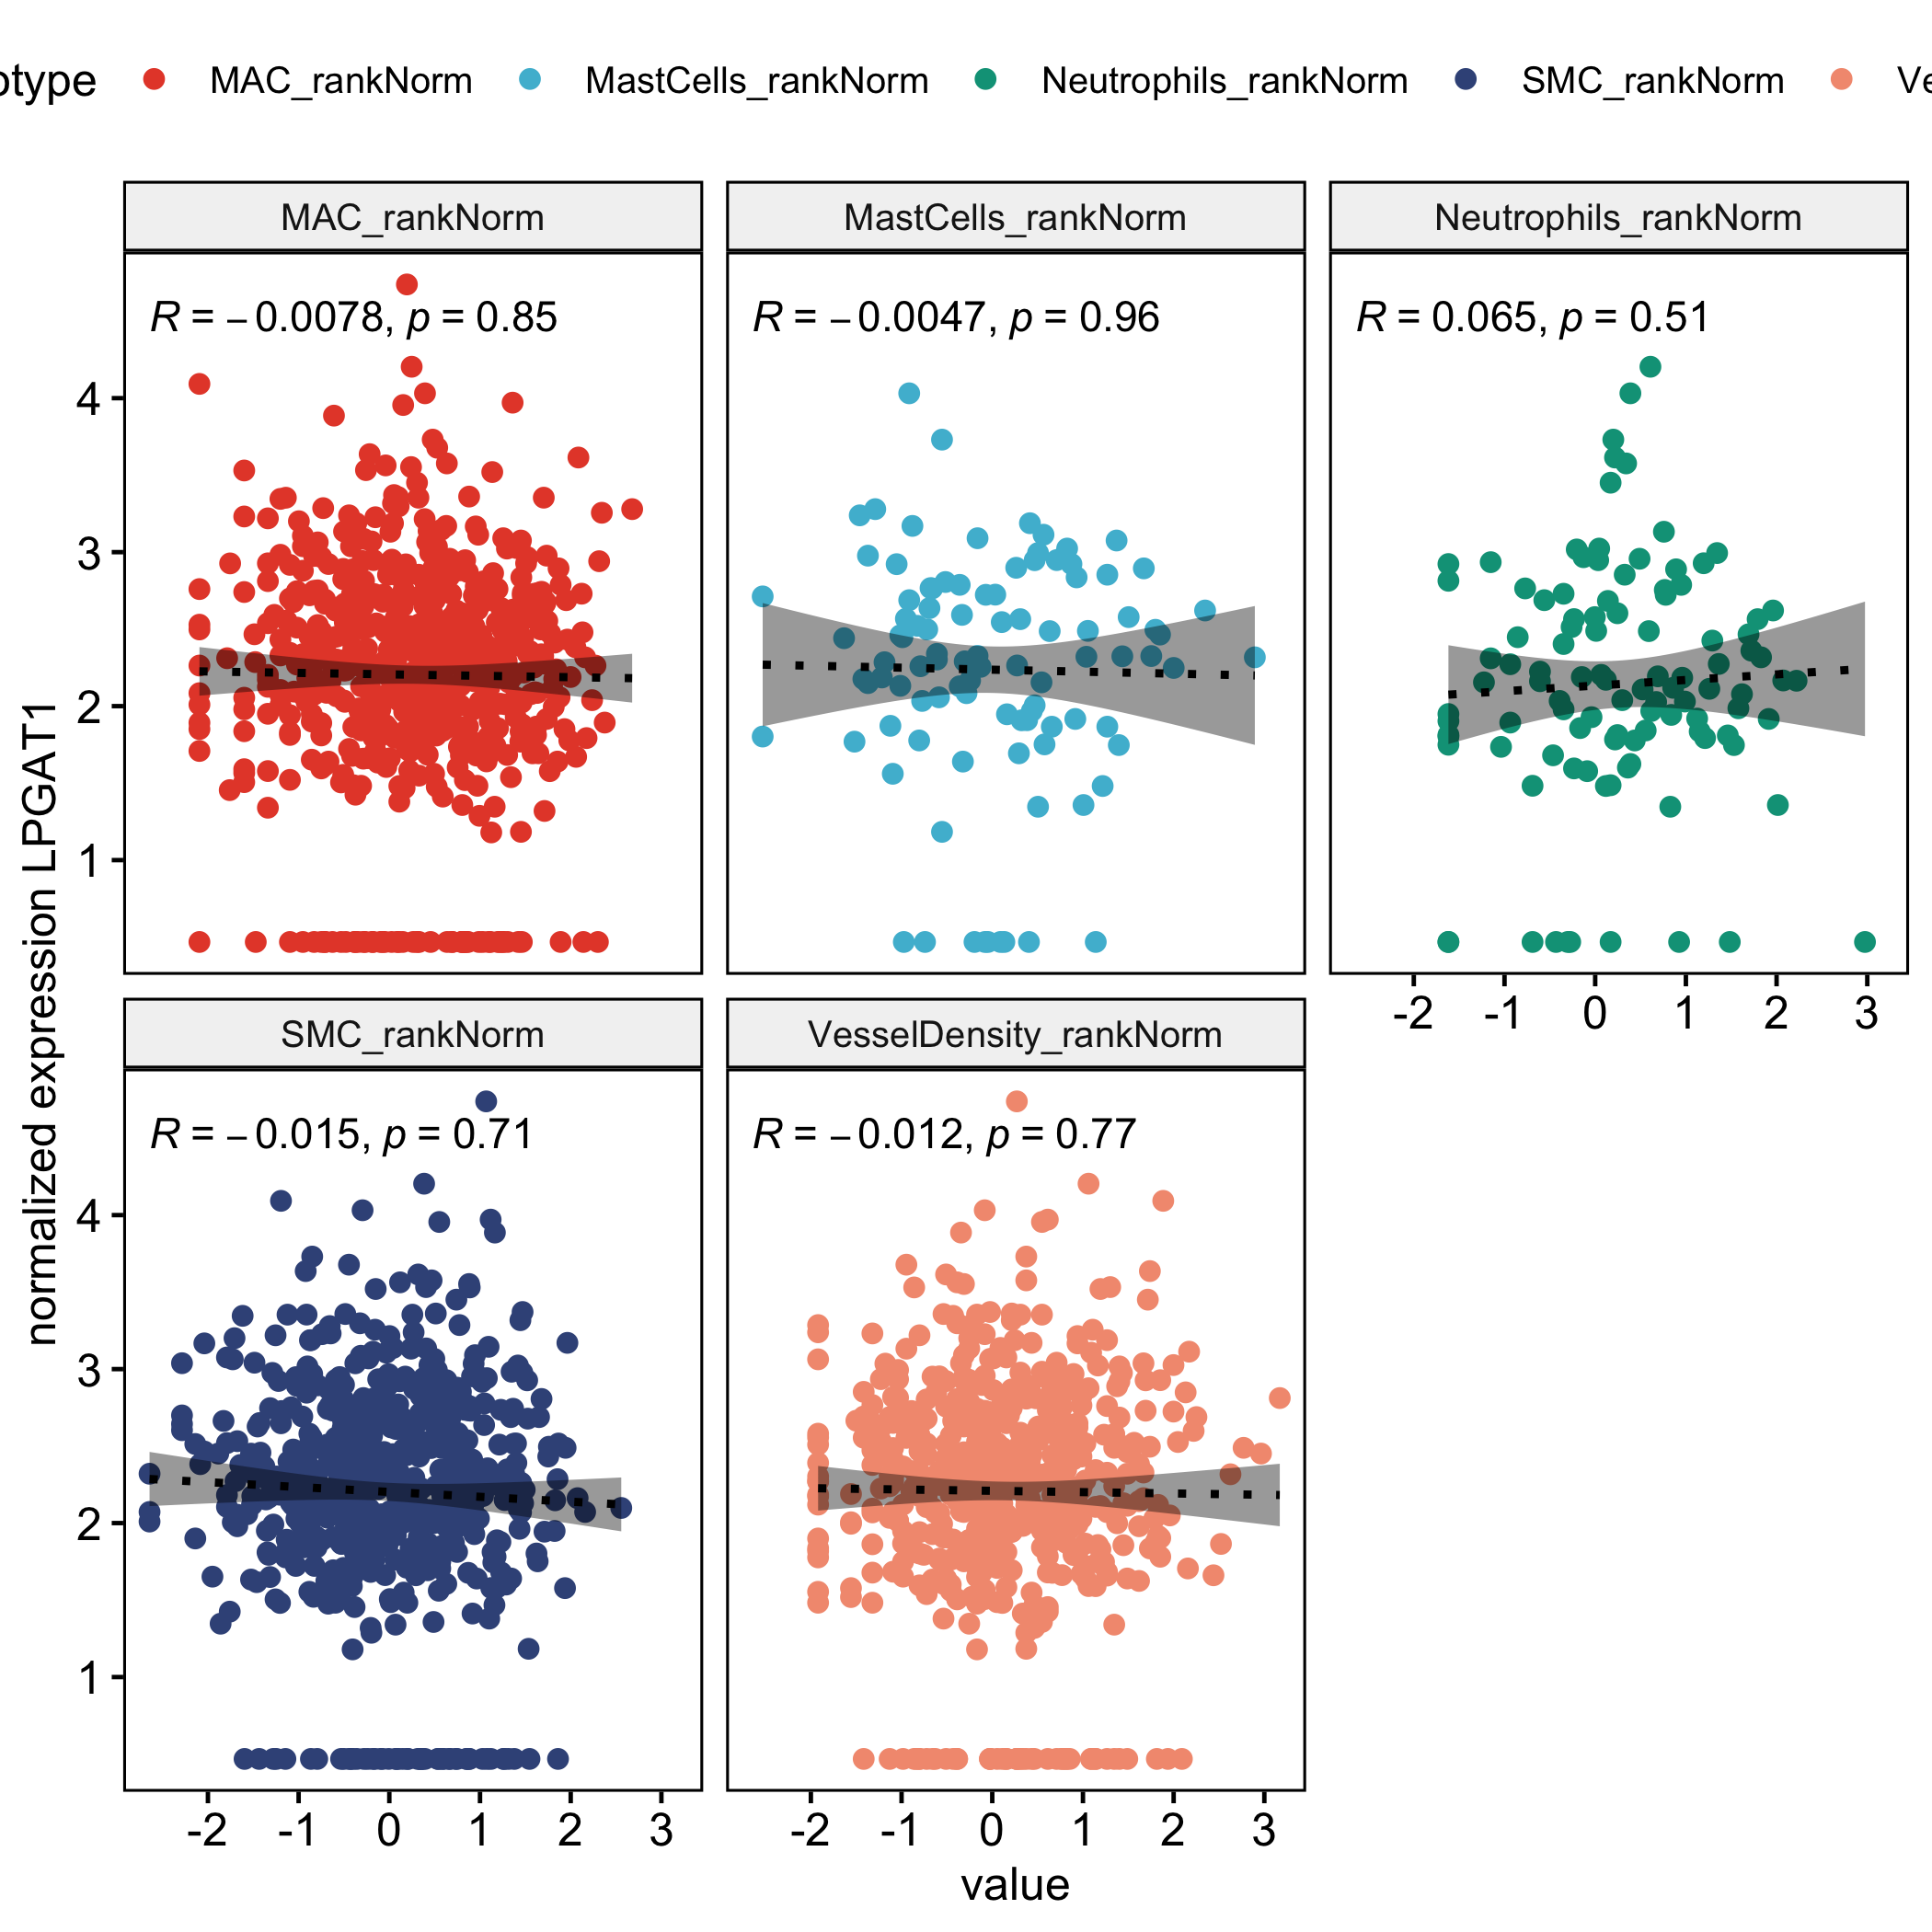 MAC_rankNorm MastCells_rankNorm Neutrophils_rankNorm SMC_rankNorm
MAC_rankNorm MastCells_rankNorm Neutrophils_rankNorm
R = −0.0078, p = 0.85 R = −0.0047, p = 0.96 R = 0.065, p = 0.51
4
3
2
1
-2 -1 0 1 2 3
SMC_rankNorm VesselDensity_rankNorm
R = −0.015, p = 0.71 R = −0.012, p = 0.77
4
3
2
1
-2 -1 0 1 2 3 -2 -1 0 1 2 3
value
normalized expression LPGAT1